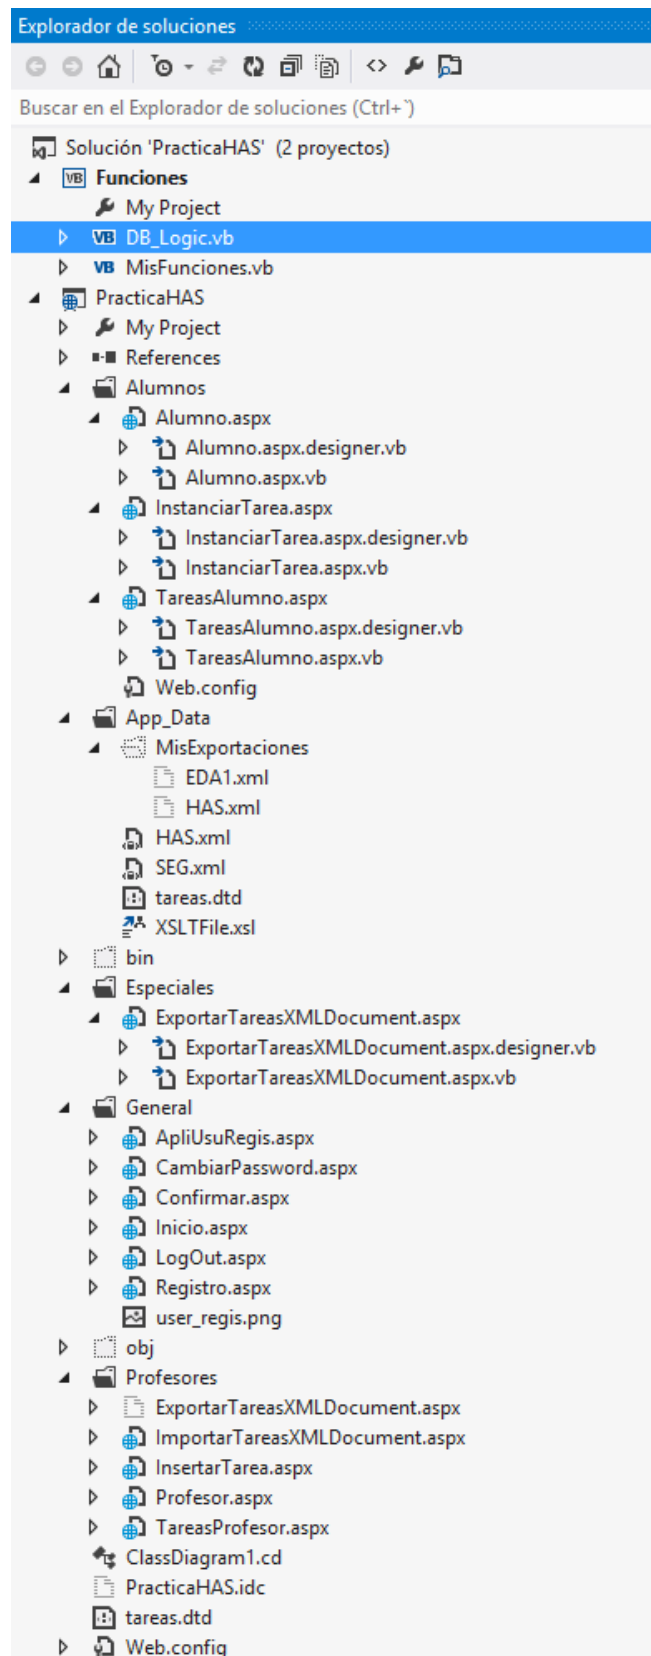 Explorador de soluciones
Buscar en el Explorador de soluciones (Ctrl+`)
Solución 'PracticaHAS' (2 proyectos)
VB Funciones
My Project
VB DB_Logic.vb
VB MisFunciones.vb
PracticaHAS
My Project
References
Alumnos
Alumno.aspx
Alumno.aspx.designer.vb
Alumno.aspx.vb
InstanciarTarea.aspx
InstanciarTarea.aspx.designer.vb
InstanciarTarea.aspx.vb
TareasAlumno.aspx
TareasAlumno.aspx.designer.vb
TareasAlumno.aspx.vb
Web.config
App_Data
MisExportaciones
EDA1.xml
HAS.xml
HAS.xml
SEG.xml
tareas.dtd
XSLTFile.xsl
bin
Especiales
ExportarTareasXMLDocument.aspx
ExportarTareasXMLDocument.aspx.designer.vb
ExportarTareasXMLDocument.aspx.vb
General
ApliUsuRegis.aspx
CambiarPassword.aspx
Confirmar.aspx
Inicio.aspx
LogOut.aspx
Registro.aspx
user_regis.png
obj
Profesores
ExportarTareasXMLDocument.aspx
ImportarTareasXMLDocument.aspx
InsertarTarea.aspx
Profesor.aspx
TareasProfesor.aspx
ClassDiagram1.cd
PracticaHAS.idc
tareas.dtd
Web.config